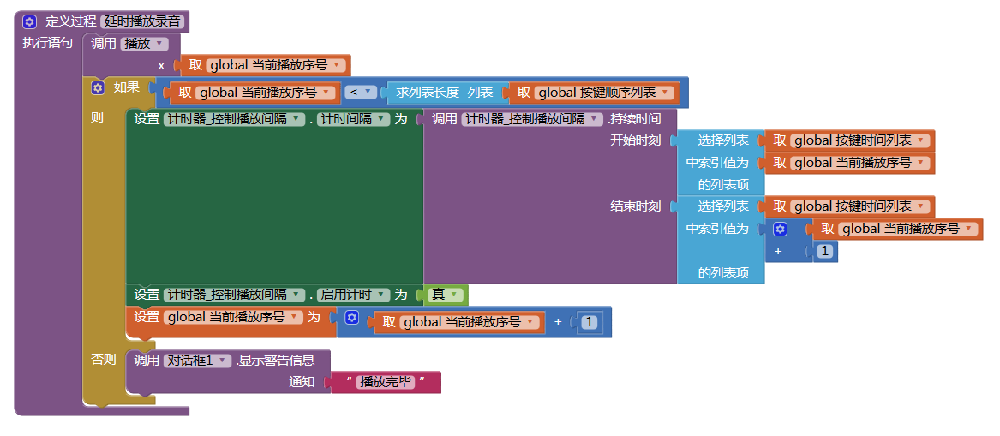 定义过程 延时播放录音
执行语句 调用 播放
x 取 global 当前播放序号
如果 取 global 当前播放序号 < 求列表长度 列表 取 global 按键顺序列表
则 设置 计时器_控制播放间隔 . 计时间隔 为 调用 计时器_控制播放间隔 .持续时间
开始时刻 选择列表 取 global 按键时间列表
中索引值为 取 global 当前播放序号
的列表项
结束时刻 选择列表 取 global 按键时间列表
中索引值为 取 global 当前播放序号
+ 1
的列表项
设置 计时器_控制播放间隔 . 启用计时 为 真
设置 global 当前播放序号 为 取 global 当前播放序号 + 1
否则 调用 对话框1 .显示警告信息
通知 “ 播放完毕 ”